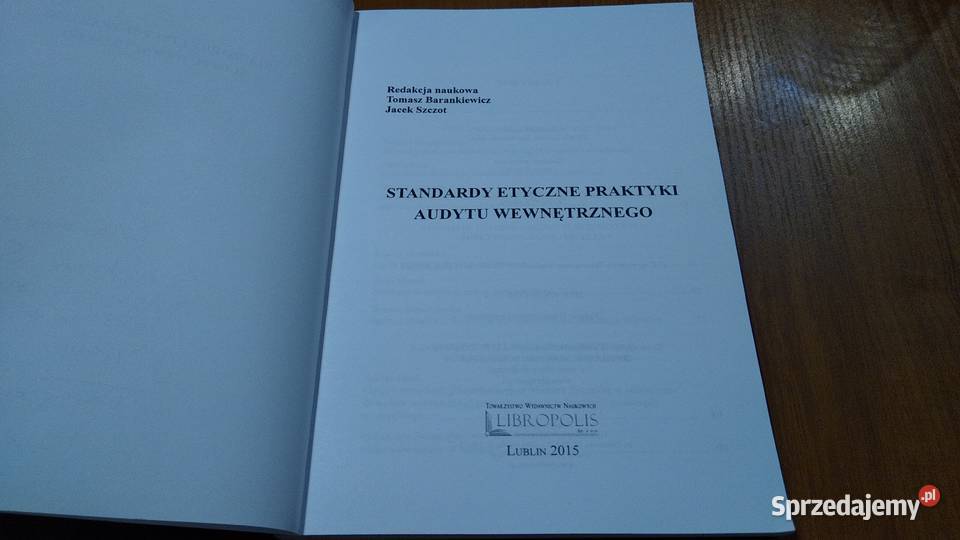 Redakcja naukowa
Tomasz Barankiewicz
Jacek Szczot
STANDARDY ETYCZNE PRAKTYKI
AUDYTU WEWNĘTRZNEGO
Towarzystwo Wydawnictw Naukowych
LIBROPOLIS
Lublin 2015
Sprzedajemy.pl